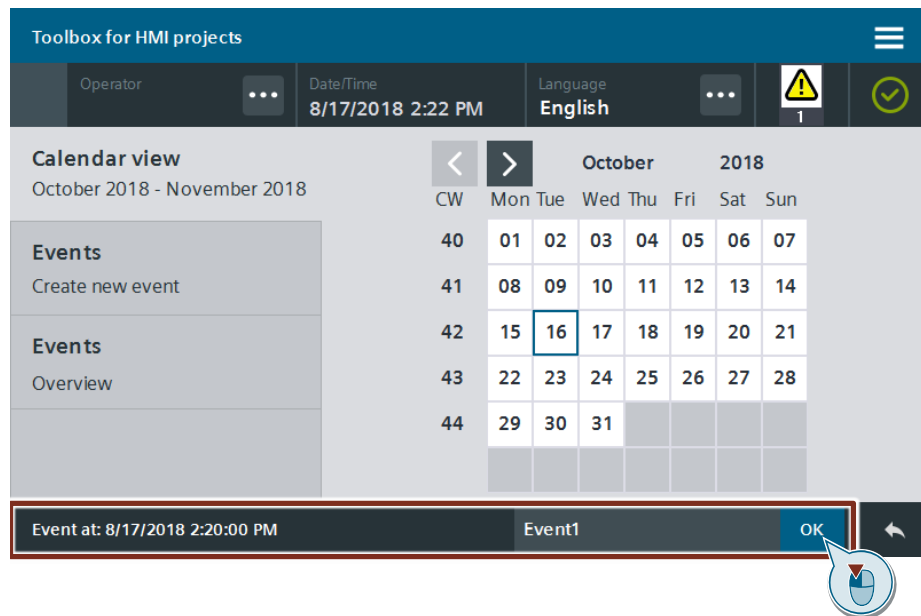 Toolbox for HMI projects
Operator
...
Date/Time
8/17/2018 2:22 PM
Language
English
...
1
Calendar view
October 2018 - November 2018
Events
Create new event
Events
Overview
October 2018
CW Mon Tue Wed Thu Fri Sat Sun
40 01 02 03 04 05 06 07
41 08 09 10 11 12 13 14
42 15 16 17 18 19 20 21
43 22 23 24 25 26 27 28
44 29 30 31
Event at: 8/17/2018 2:20:00 PM Event1 OK